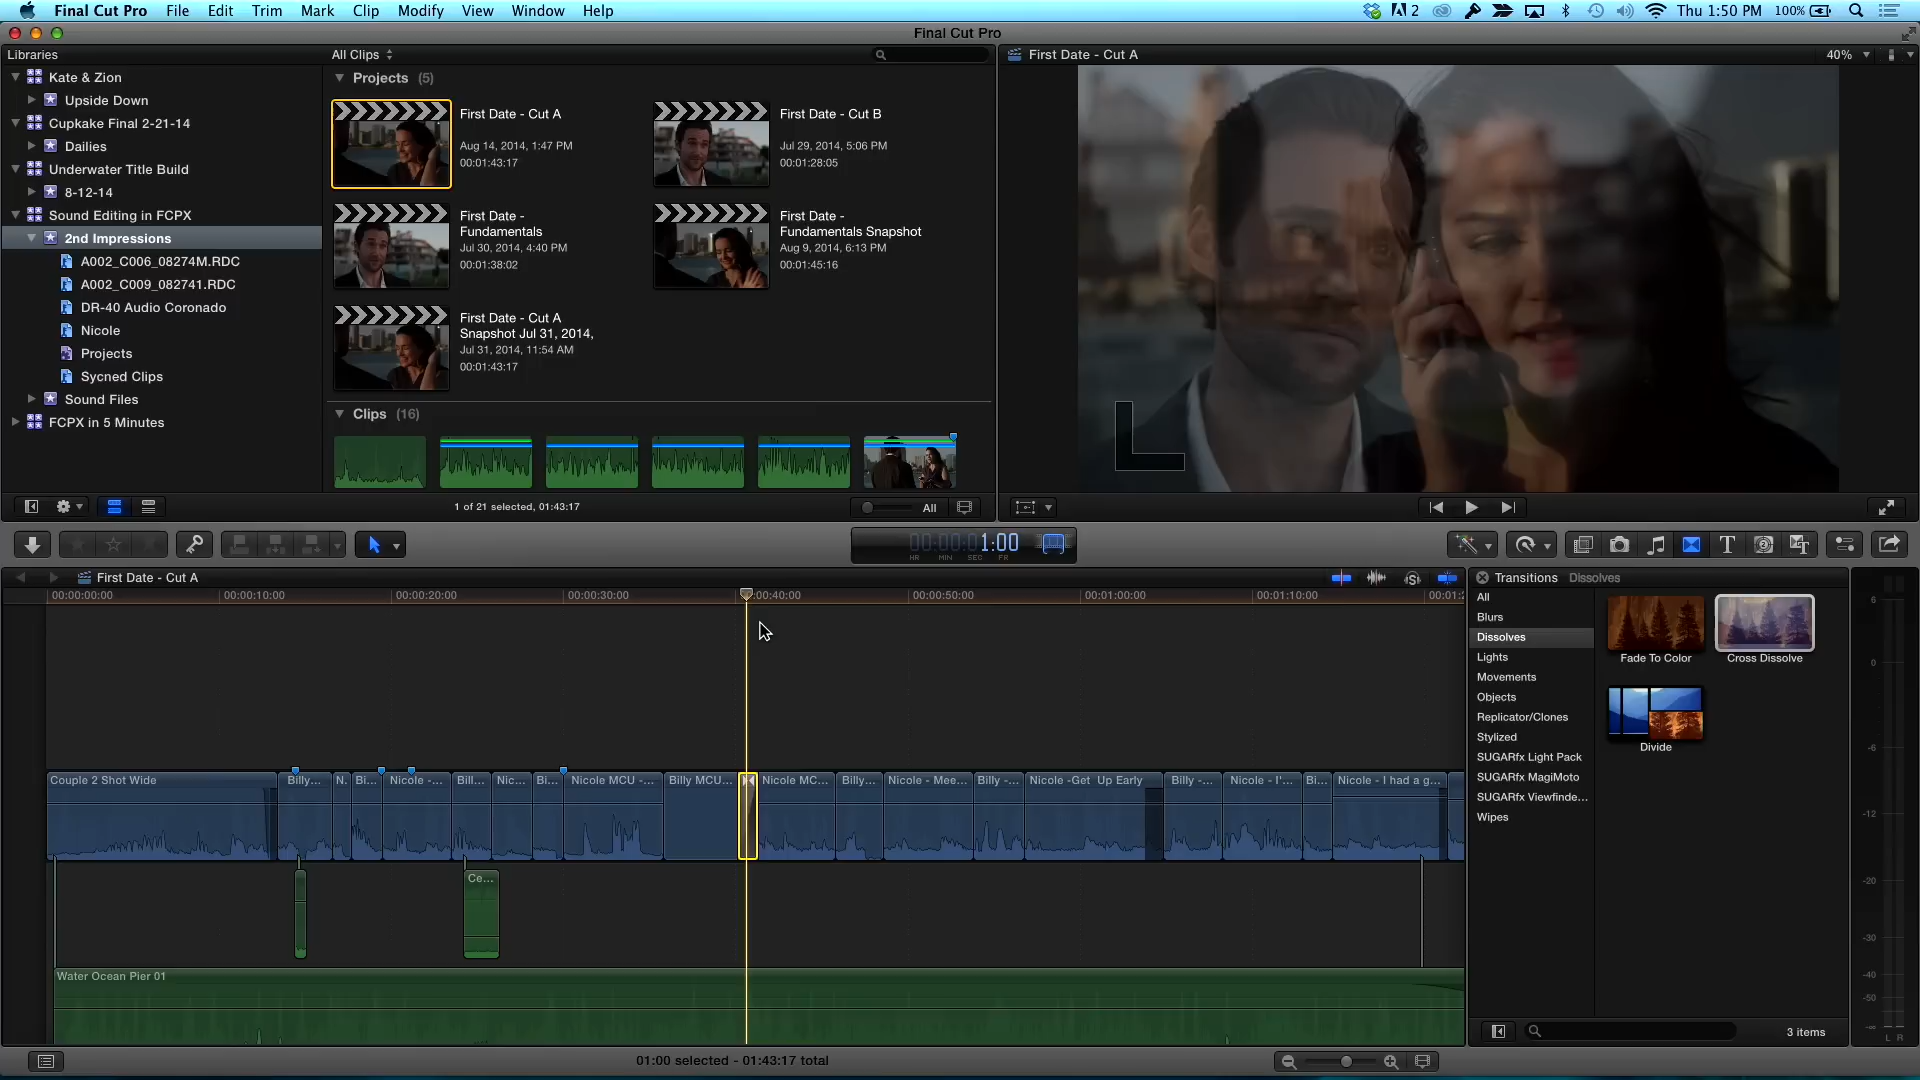 Final Cut Pro File Edit Trim Mark Clip Modify View Window Help 2 Thu 1:50 PM 100%
Final Cut Pro
Libraries
Kate & Zion
Upside Down
Cupkake Final 2-21-14
Dailies
Underwater Title Build
8-12-14
Sound Editing in FCPX
2nd Impressions
A002_C006_08274M.RDC
A002_C009_082741.RDC
DR-40 Audio Coronado
Nicole
Projects
Sycned Clips
Sound Files
FCPX in 5 Minutes
All Clips
Projects (5)
First Date - Cut A
Aug 14, 2014, 1:47 PM
00:01:43:17
First Date - Cut B
Jul 29, 2014, 5:06 PM
00:01:28:05
First Date -
Fundamentals
Jul 30, 2014, 4:40 PM
00:01:38:02
First Date -
Fundamentals Snapshot
Aug 9, 2014, 6:13 PM
00:01:45:16
First Date - Cut A
Snapshot Jul 31, 2014,
Jul 31, 2014, 11:54 AM
00:01:43:17
Clips (16)
1 of 21 selected, 01:43:17
All
First Date - Cut A
40%
00:00:01:00
HR MIN SEC FR
First Date - Cut A
00:00:00:00 00:00:10:00 00:00:20:00 00:00:30:00 00:00:40:00 00:00:50:00 00:01:00:00 00:01:10:00 00:01:2
Couple 2 Shot Wide Billy... N. Bi... Nicole -... Bill... Nic... Bi... Nicole MCU -... Billy MCU... Nicole MC... Billy... Nicole - Mee... Billy -... Nicole -Get Up Early Billy -... Nicole - I'... Bi... Nicole - I had a g...
Ce...
Water Ocean Pier 01
01:00 selected - 01:43:17 total
Transitions Dissolves
All
Blurs
Dissolves
Lights
Movements
Objects
Replicator/Clones
Stylized
SUGARfx Light Pack
SUGARfx MagiMoto
SUGARfx Viewfinde...
Wipes
Fade To Color
Cross Dissolve
Divide
3 items
6
0
-6
-12
-20
-30
-40
-50
-∞
L R